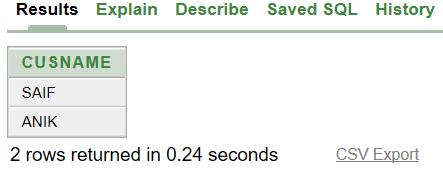 Results Explain Describe Saved SQL History
CUSNAME
SAIF
ANIK
2 rows returned in 0.24 seconds CSV Export